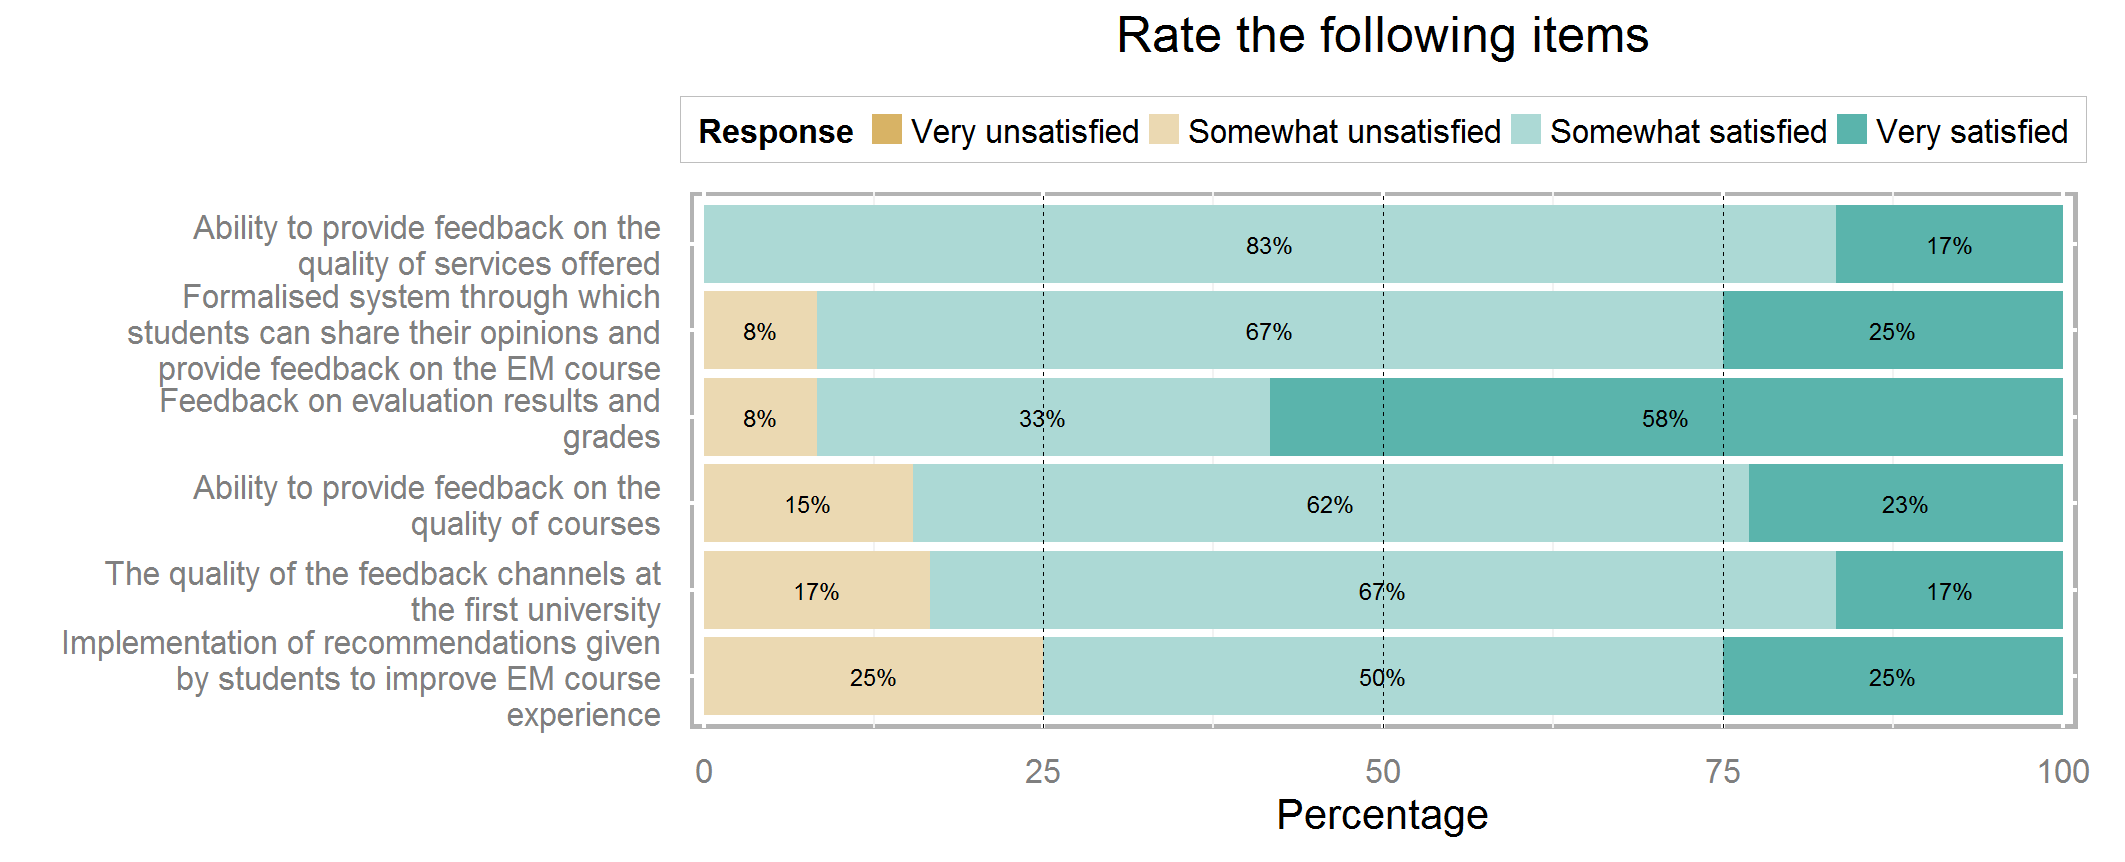 Rate the following items
Response Very unsatisfied Somewhat unsatisfied Somewhat satisfied Very satisfied
Ability to provide feedback on the
quality of services offered
83% 17%
Formalised system through which
students can share their opinions and
provide feedback on the EM course
8% 67% 25%
Feedback on evaluation results and
grades
8% 33% 58%
Ability to provide feedback on the
quality of courses
15% 62% 23%
The quality of the feedback channels at
the first university
17% 67% 17%
Implementation of recommendations given
by students to improve EM course
experience
25% 50% 25%
0 25 50 75 100
Percentage